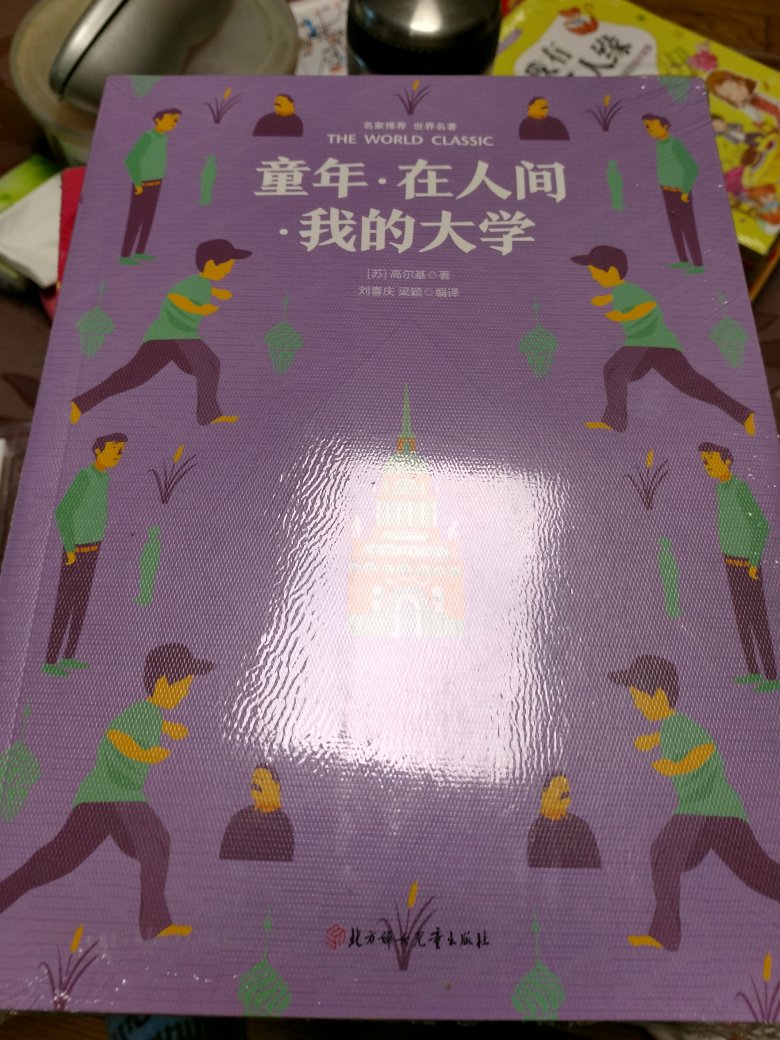 名家推荐 世界名著
THE WORLD CLASSIC
童年·在人间
·我的大学
[苏] 高尔基◎著
刘喜庆 梁颖◎编译
北方妇女儿童出版社